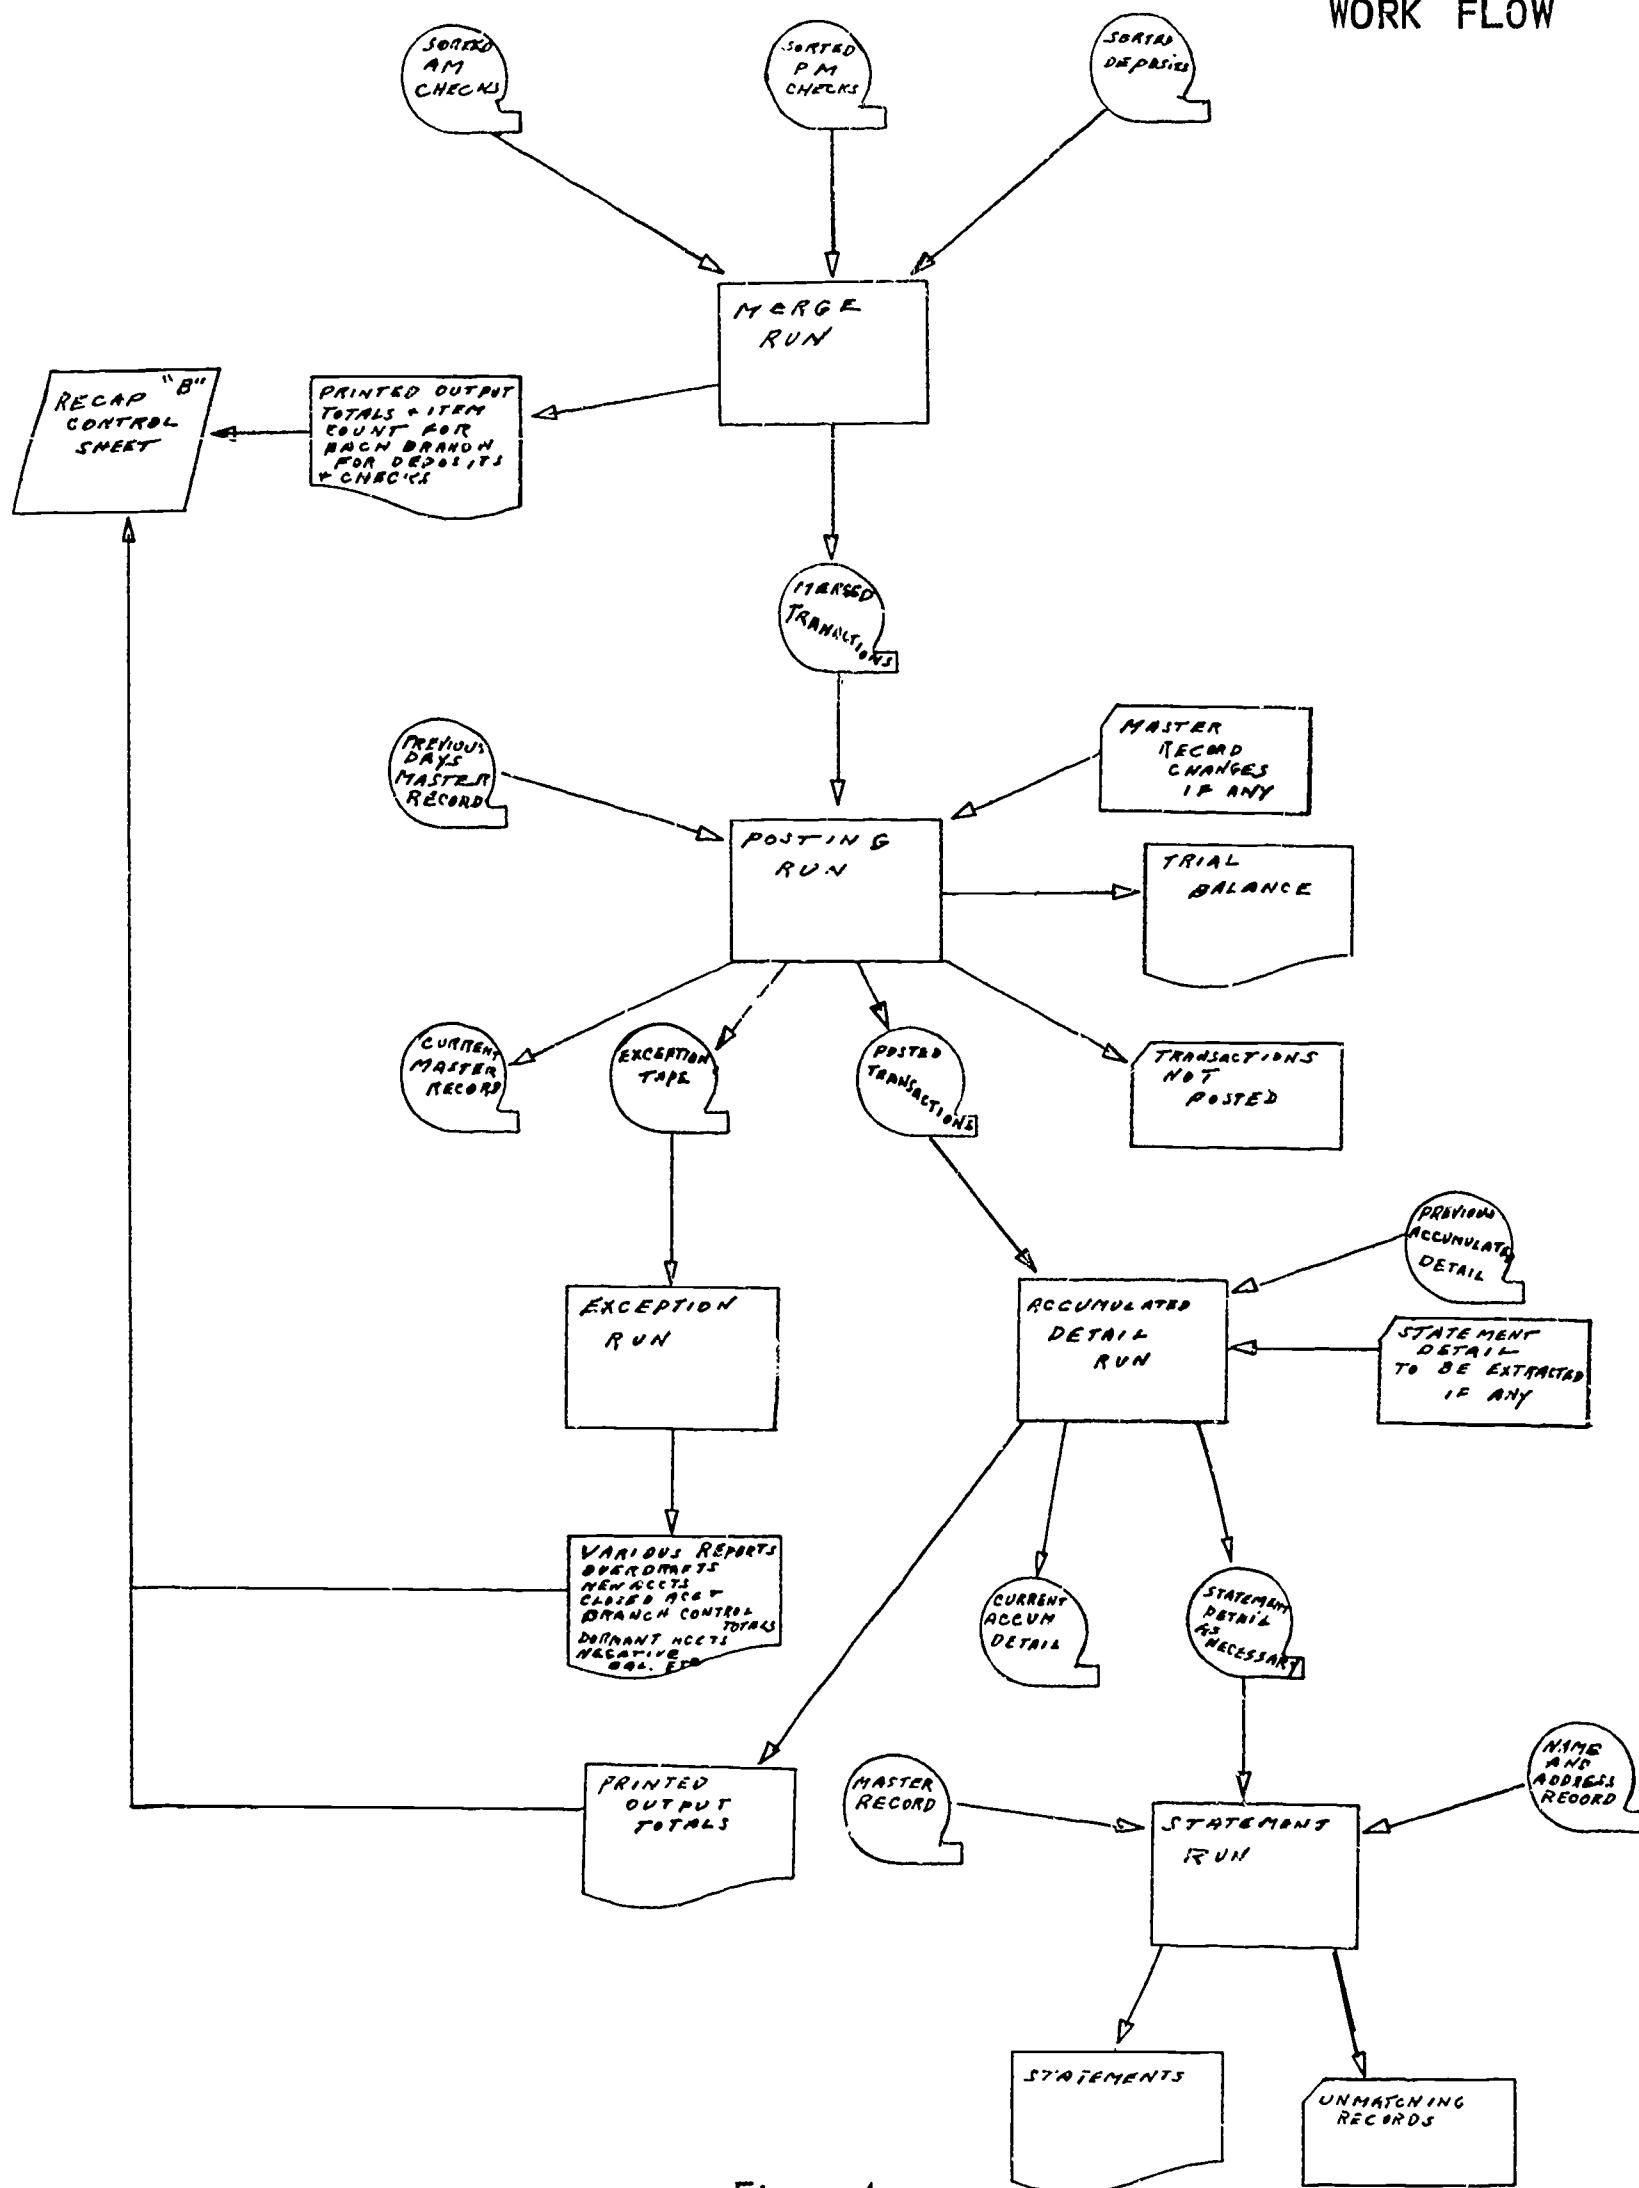 WORK FLOW
SORTED
AM
CHECKS
SORTED
PM
CHECKS
SORTED
DEPOSITS
MERGE
RUN
RECAP "B"
CONTROL
SHEET
PRINTED OUTPUT
TOTALS + ITEM
COUNT FOR
EACH BRANCH
FOR DEPOSITS
+ CHECKS
MERGED
TRANACTIONS
PREVIOUS
DAYS
MASTER
RECORD
MASTER
RECORD
CHANGES
IF ANY
POSTING
RUN
TRIAL
BALANCE
CURRENT
MASTER
RECORD
EXCEPTION
TAPE
POSTED
TRANSACTIONS
TRANSACTIONS
NOT
POSTED
PREVIOUS
ACCUMULATED
DETAIL
EXCEPTION
RUN
ACCUMULATED
DETAIL
RUN
STATEMENT
DETAIL
TO BE EXTRACTED
IF ANY
VARIOUS REPORTS
OVERDRAFTS
NEW ACCTS
CLOSED ACCT
BRANCH CONTROL
TOTALS
DORMANT ACCTS
NEGATIVE
BAL. ETC
CURRENT
ACCUM
DETAIL
STATEMENT
DETAIL
AS
NECESSARY
PRINTED
OUTPUT
TOTALS
MASTER
RECORD
NAME
AND
ADDRESS
RECORD
STATEMENT
RUN
STATEMENTS
UNMATCHING
RECORDS